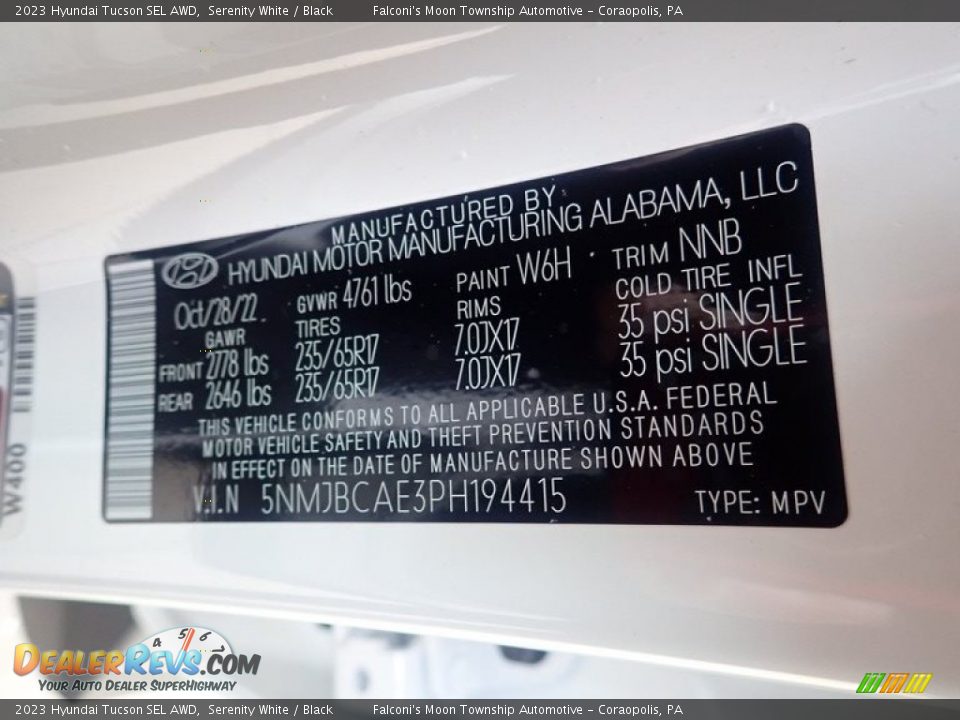 2023 Hyundai Tucson SEL AWD, Serenity White / Black Falconi's Moon Township Automotive - Coraopolis, PA
MANUFACTURED BY
HYUNDAI MOTOR MANUFACTURING ALABAMA, LLC
Oct/28/22 GVWR 4761 lbs PAINT W6H TRIM NNB
GAWR TIRES RIMS COLD TIRE INFL
FRONT 2778 lbs 235/65R17 7.0JX17 35 psi SINGLE
REAR 2646 lbs 235/65R17 7.0JX17 35 psi SINGLE
THIS VEHICLE CONFORMS TO ALL APPLICABLE U.S.A. FEDERAL
MOTOR VEHICLE SAFETY AND THEFT PREVENTION STANDARDS
IN EFFECT ON THE DATE OF MANUFACTURE SHOWN ABOVE
V.I.N 5NMJBCAE3PH194415 TYPE: MPV
W400
4 5 6
DEALERREVS.COM
YOUR AUTO DEALER SUPERHIGHWAY
2023 Hyundai Tucson SEL AWD, Serenity White / Black Falconi's Moon Township Automotive - Coraopolis, PA